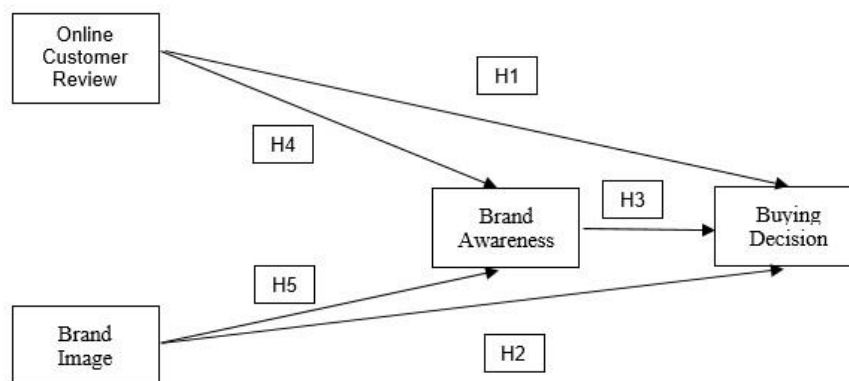 Online
Customer
Review
H1
H4
Brand
Awareness
H3
Buying
Decision
H5
Brand
Image
H2